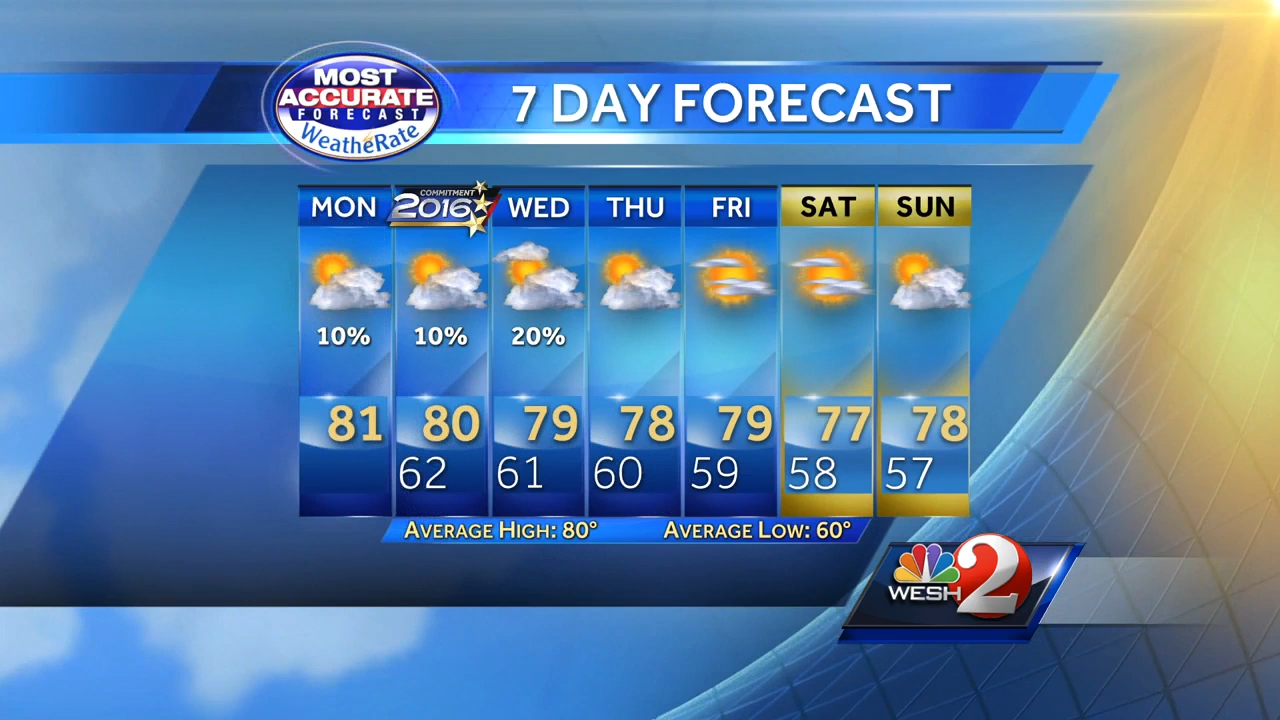 MOST
ACCURATE
FORECAST
WeatheRate
7 DAY FORECAST
MON COMMITMENT 2016 WED THU FRI SAT SUN
10% 10% 20%
81 80 79 78 79 77 78
62 61 60 59 58 57
AVERAGE HIGH: 80° AVERAGE LOW: 60°
WESH 2